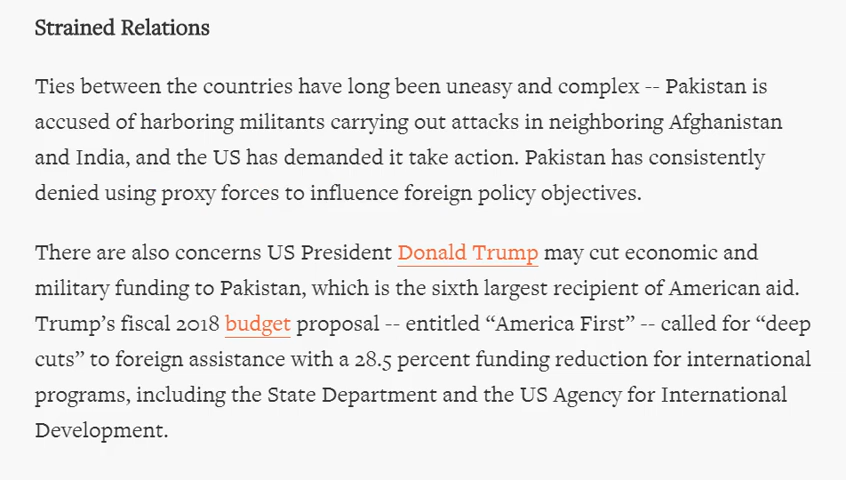 Strained Relations
Ties between the countries have long been uneasy and complex -- Pakistan is
accused of harboring militants carrying out attacks in neighboring Afghanistan
and India, and the US has demanded it take action. Pakistan has consistently
denied using proxy forces to influence foreign policy objectives.
There are also concerns US President Donald Trump may cut economic and
military funding to Pakistan, which is the sixth largest recipient of American aid.
Trump’s fiscal 2018 budget proposal -- entitled “America First” -- called for “deep
cuts” to foreign assistance with a 28.5 percent funding reduction for international
programs, including the State Department and the US Agency for International
Development.